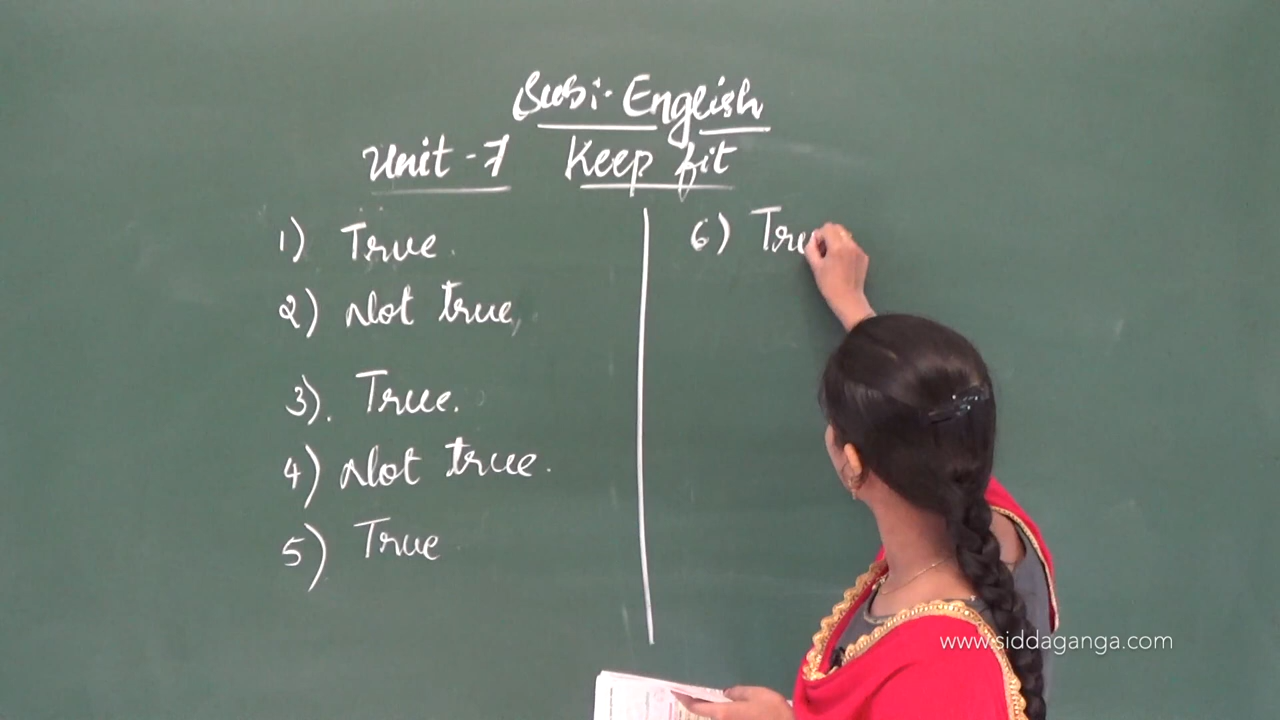 Sub:- English
Unit-7 Keep fit
1) True.
2) Not true,
3). True.
4) Not true.
5) True
6) Tru
www.siddaganga.com